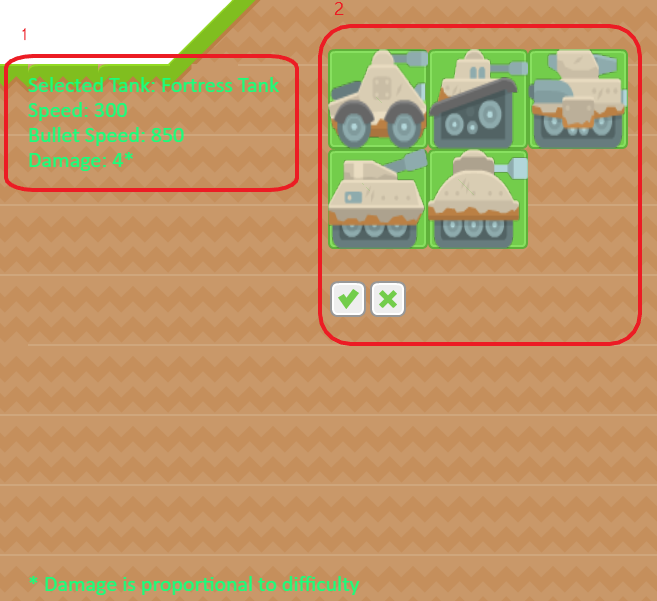 1
2
Selected Tank: Fortress Tank
Speed: 300
Bullet Speed: 850
Damage: 4*
* Damage is proportional to difficulty